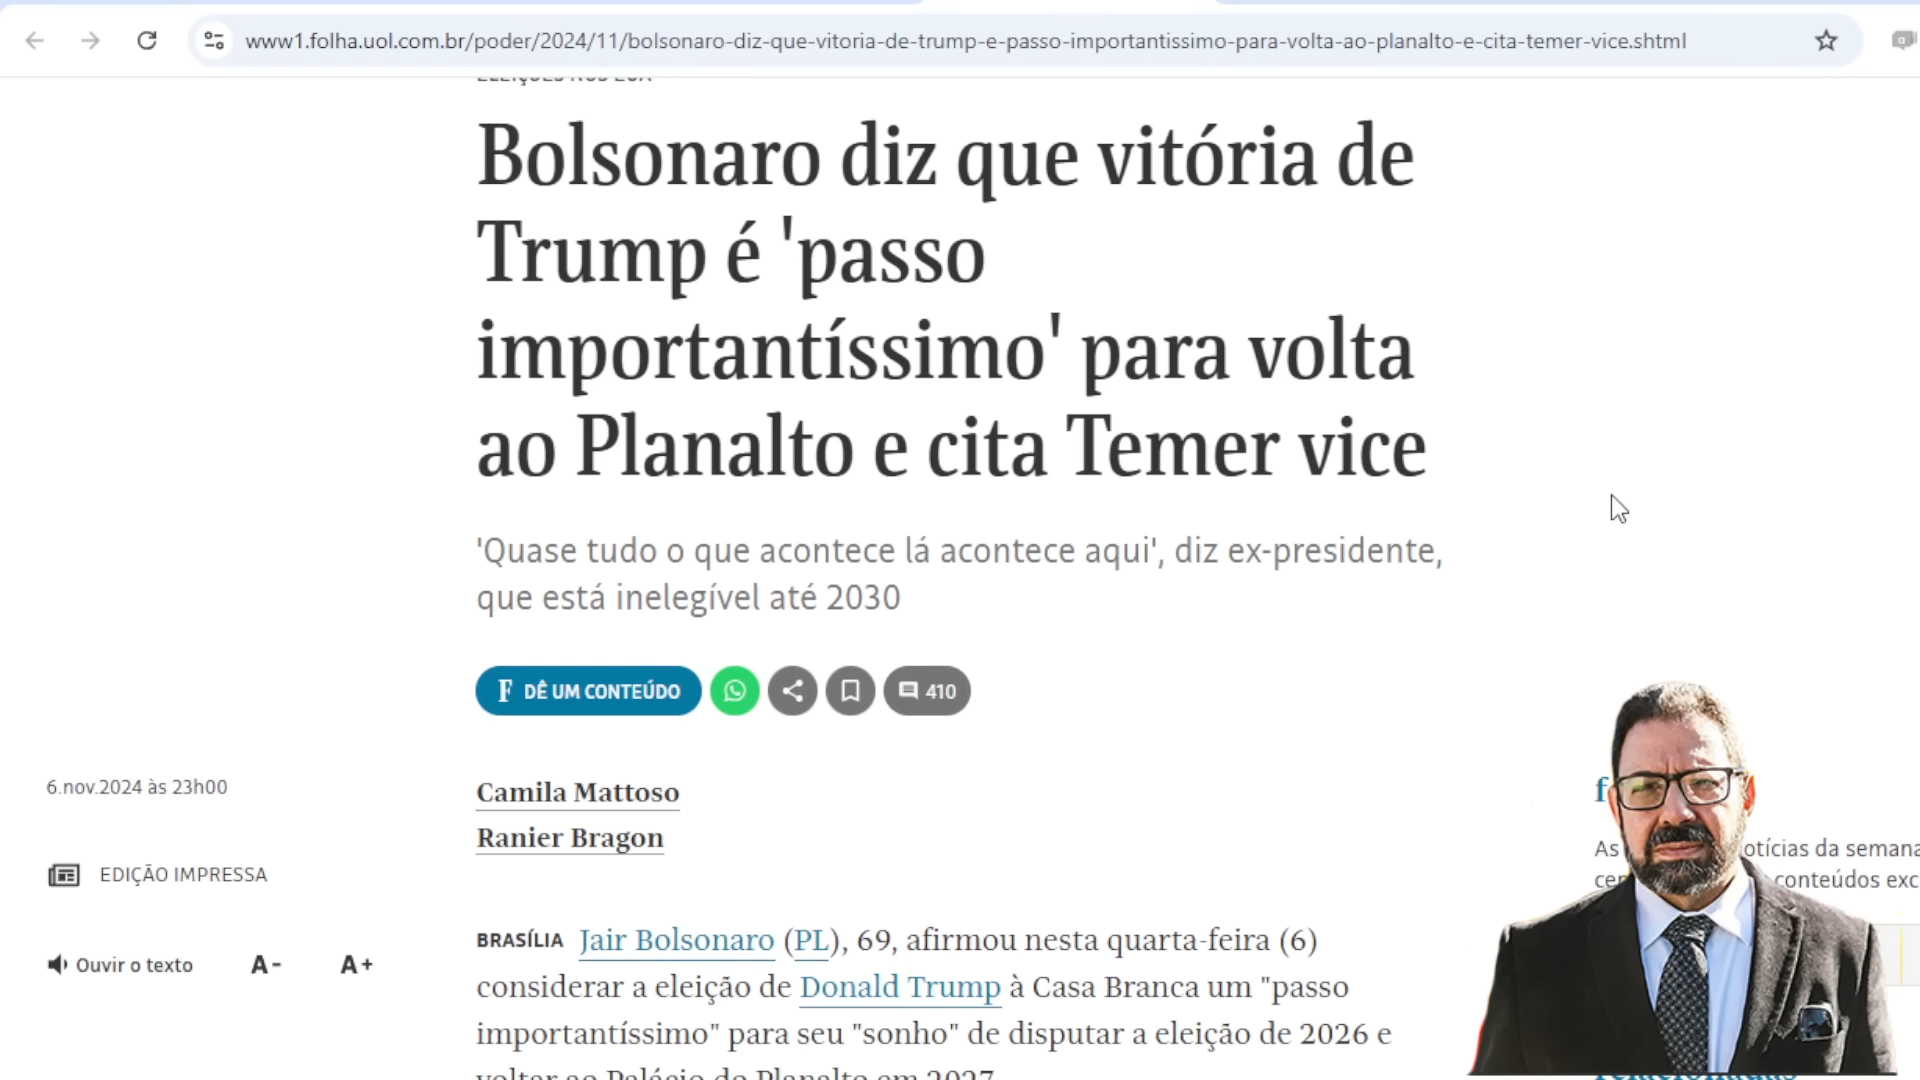 www1.folha.uol.com.br/poder/2024/11/bolsonaro-diz-que-vitoria-de-trump-e-passo-importantissimo-para-volta-ao-planalto-e-cita-temer-vice.shtml
ELEIÇÕES NOS EUA
Bolsonaro diz que vitória de
Trump é 'passo
importantíssimo' para volta
ao Planalto e cita Temer vice
'Quase tudo o que acontece lá acontece aqui', diz ex-presidente,
que está inelegível até 2030
F DÊ UM CONTEÚDO
410
6.nov.2024 às 23h00
EDIÇÃO IMPRESSA
Ouvir o texto A- A+
Camila Mattoso
Ranier Bragon
BRASÍLIA Jair Bolsonaro (PL), 69, afirmou nesta quarta-feira (6)
considerar a eleição de Donald Trump à Casa Branca um "passo
importantíssimo" para seu "sonho" de disputar a eleição de 2026 e
voltar ao Palácio do Planalto em 2027
As notícias da semana
conteúdos